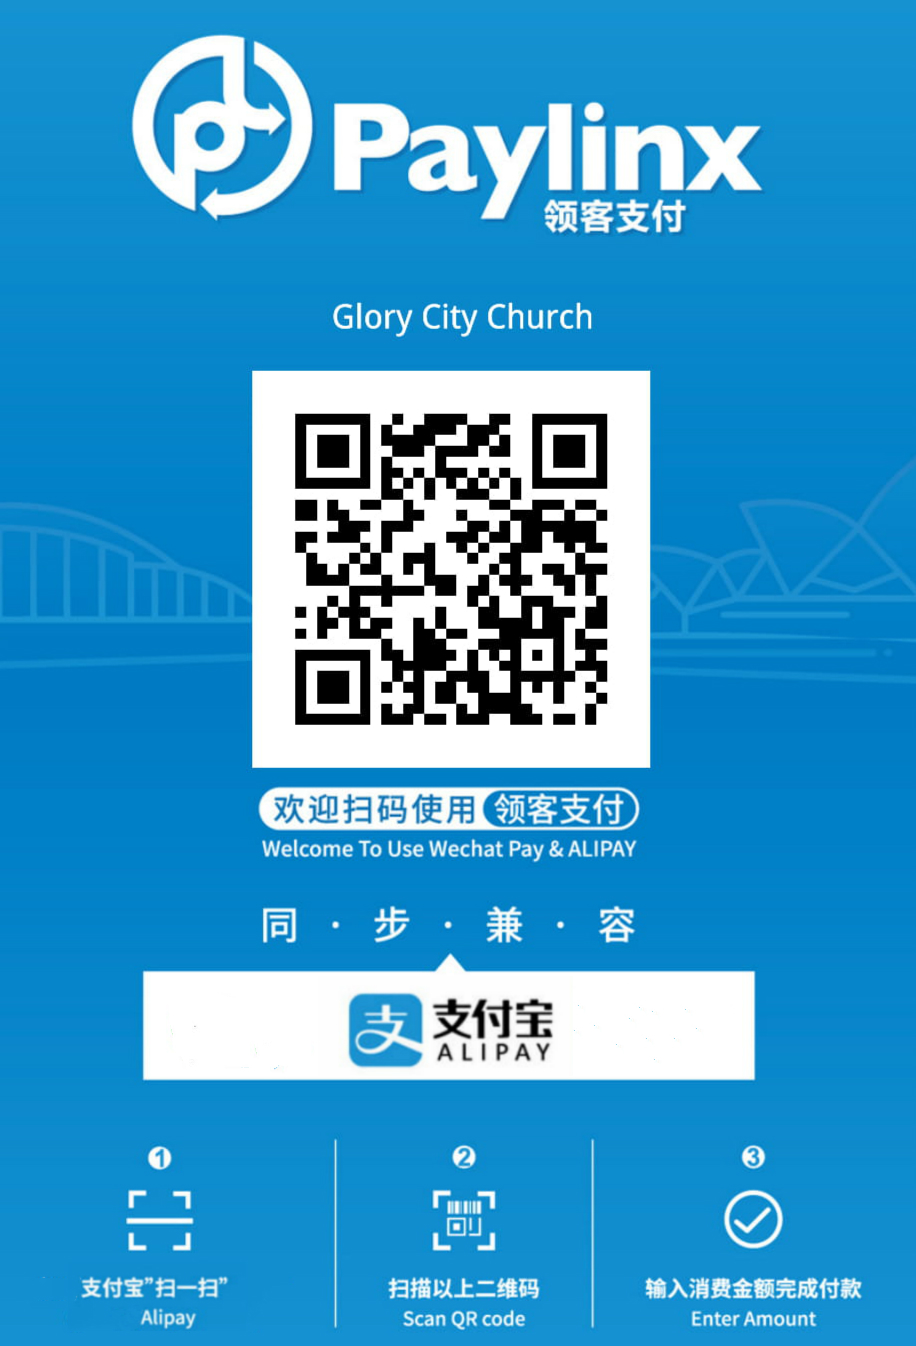 Paylinx
领客支付
Glory City Church
欢迎扫码使用 领客支付
Welcome To Use Wechat Pay & ALIPAY
同·步·兼·容
支付宝
ALIPAY
1
支付宝”扫一扫”
Alipay
2
扫描以上二维码
Scan QR code
3
输入消费金额完成付款
Enter Amount